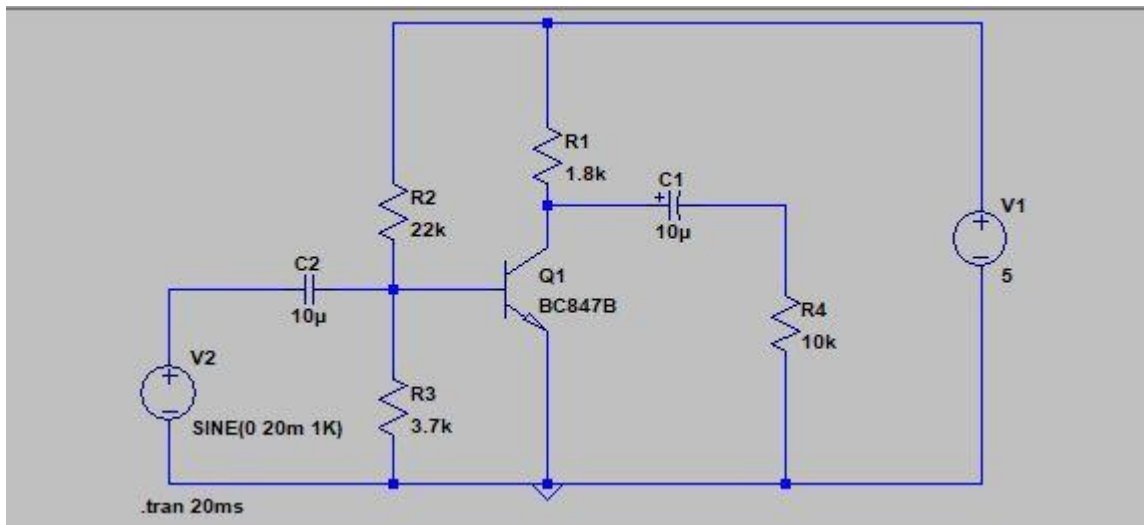 R1
1.8k
C1
10µ
R2
22k
V1
5
C2
10µ
Q1
BC847B
R4
10k
V2
SINE(0 20m 1K)
R3
3.7k
.tran 20ms